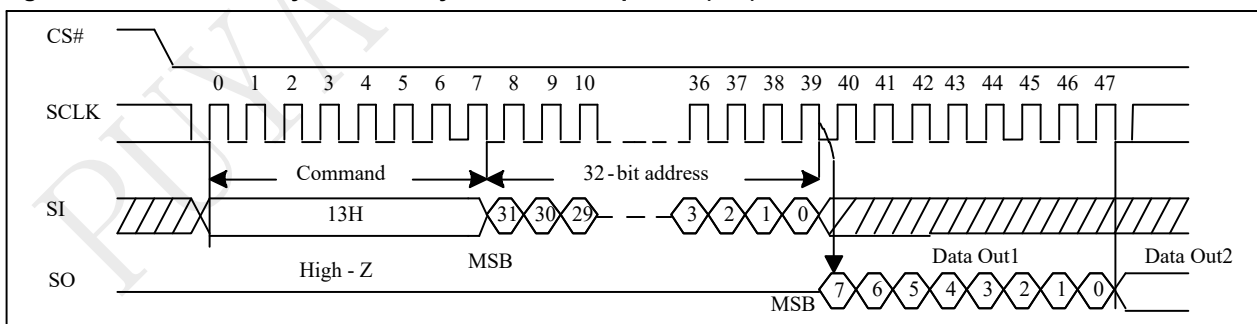 CS#
0 1 2 3 4 5 6 7 8 9 10 36 37 38 39 40 41 42 43 44 45 46 47
SCLK
Command 32-bit address
SI 13H 31 30 29 3 2 1 0
High - Z MSB Data Out1 Data Out2
SO MSB 7 6 5 4 3 2 1 0
PUYA